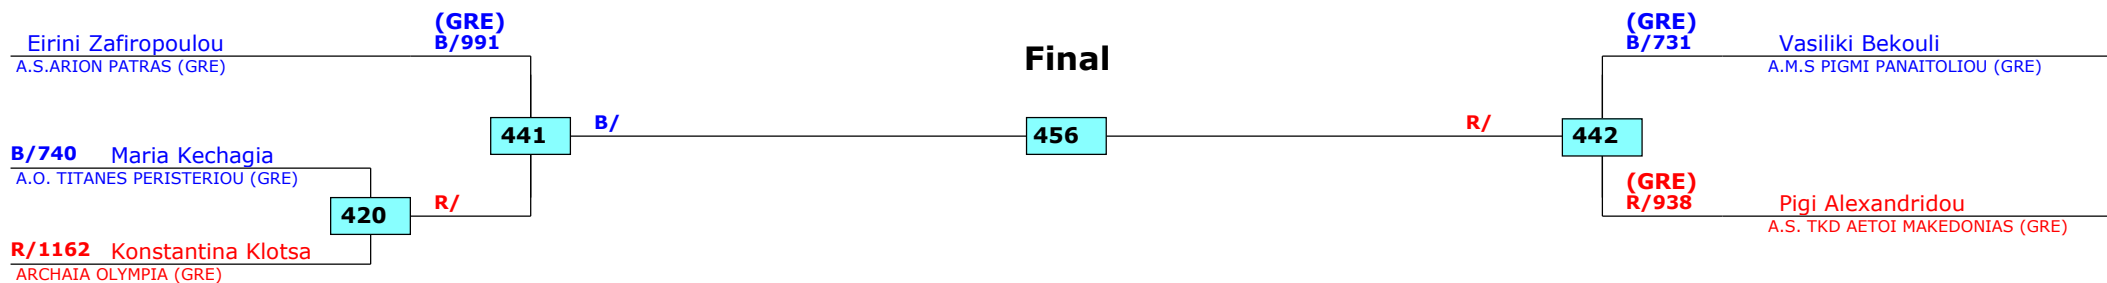 (GRE)
B/991
Eirini Zafiropoulou
A.S.ARION PATRAS (GRE)
B/740 Maria Kechagia
A.O. TITANES PERISTERIOU (GRE)
R/1162 Konstantina Klotsa
ARCHAIA OLYMPIA (GRE)
420
R/
441
B/
Final
456
R/
442
(GRE)
B/731
Vasiliki Bekouli
A.M.S PIGMI PANAITOLIOU (GRE)
(GRE)
R/938
Pigi Alexandridou
A.S. TKD AETOI MAKEDONIAS (GRE)